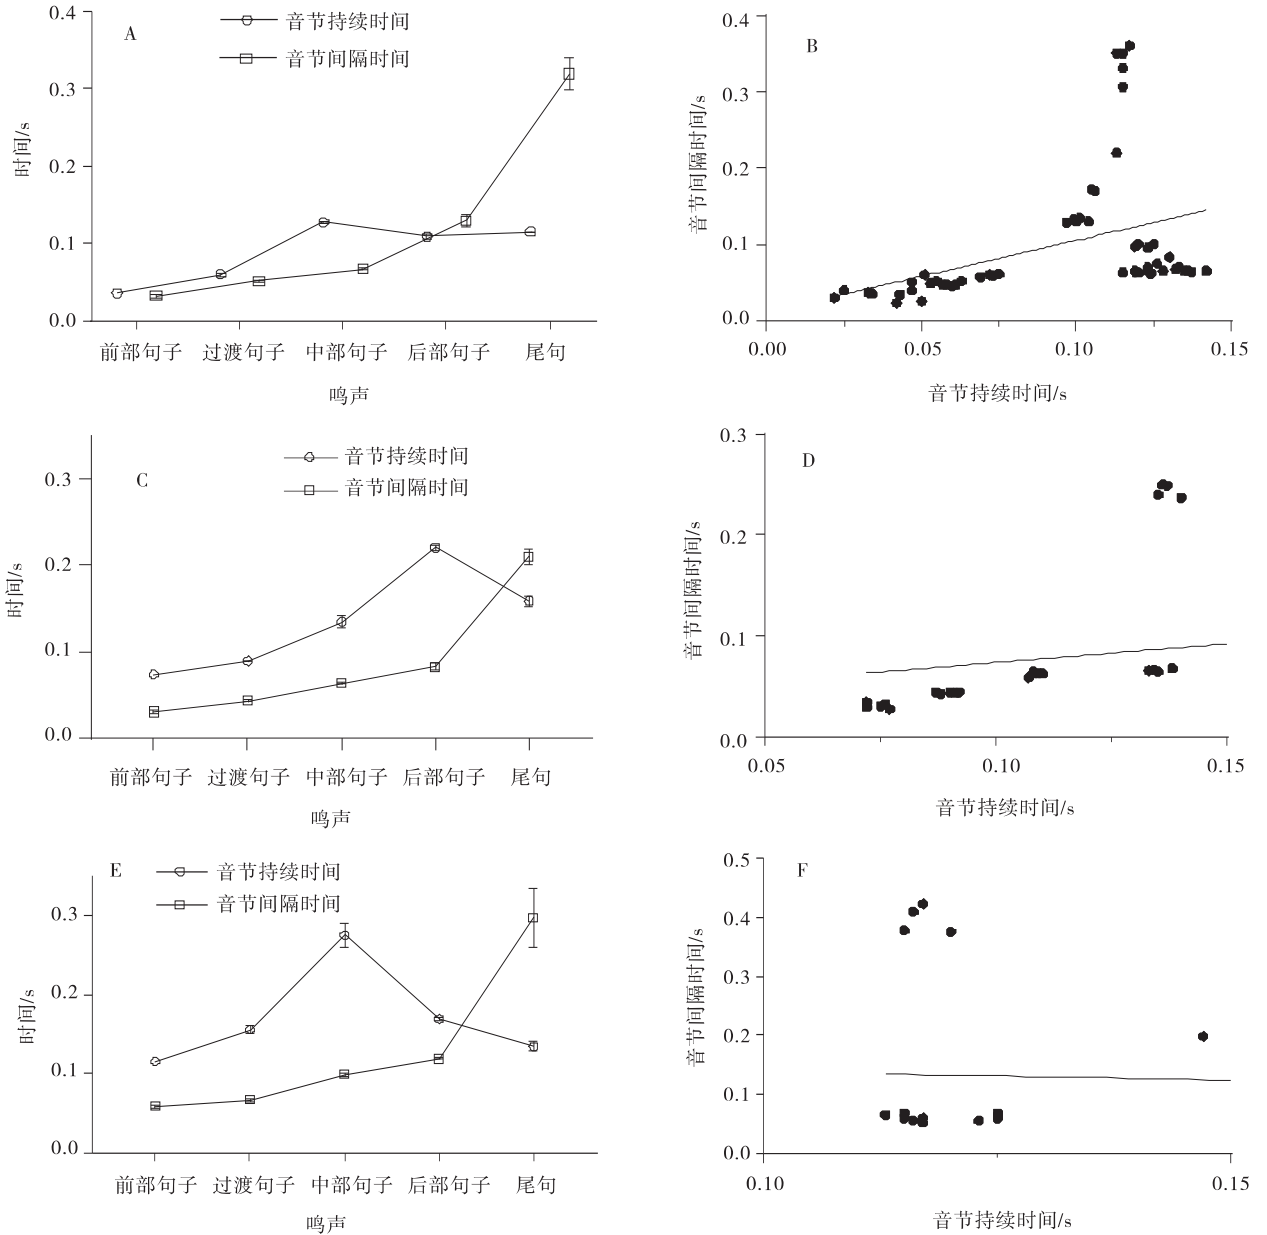 A
音节持续时间
音节间隔时间
时间/s
0.4
0.3
0.2
0.1
0.0
前部句子 过渡句子 中部句子 后部句子 尾句
鸣声
B
音节间隔时间/s
0.4
0.3
0.2
0.1
0.0
0.00 0.05 0.10 0.15
音节持续时间/s
C
音节持续时间
音节间隔时间
时间/s
0.3
0.2
0.1
0.0
前部句子 过渡句子 中部句子 后部句子 尾句
鸣声
D
音节间隔时间/s
0.3
0.2
0.1
0.0
0.05 0.10 0.15
音节持续时间/s
E
音节持续时间
音节间隔时间
时间/s
0.3
0.2
0.1
0.0
前部句子 过渡句子 中部句子 后部句子 尾句
鸣声
F
音节间隔时间/s
0.5
0.4
0.3
0.2
0.1
0.0
0.10 0.15
音节持续时间/s